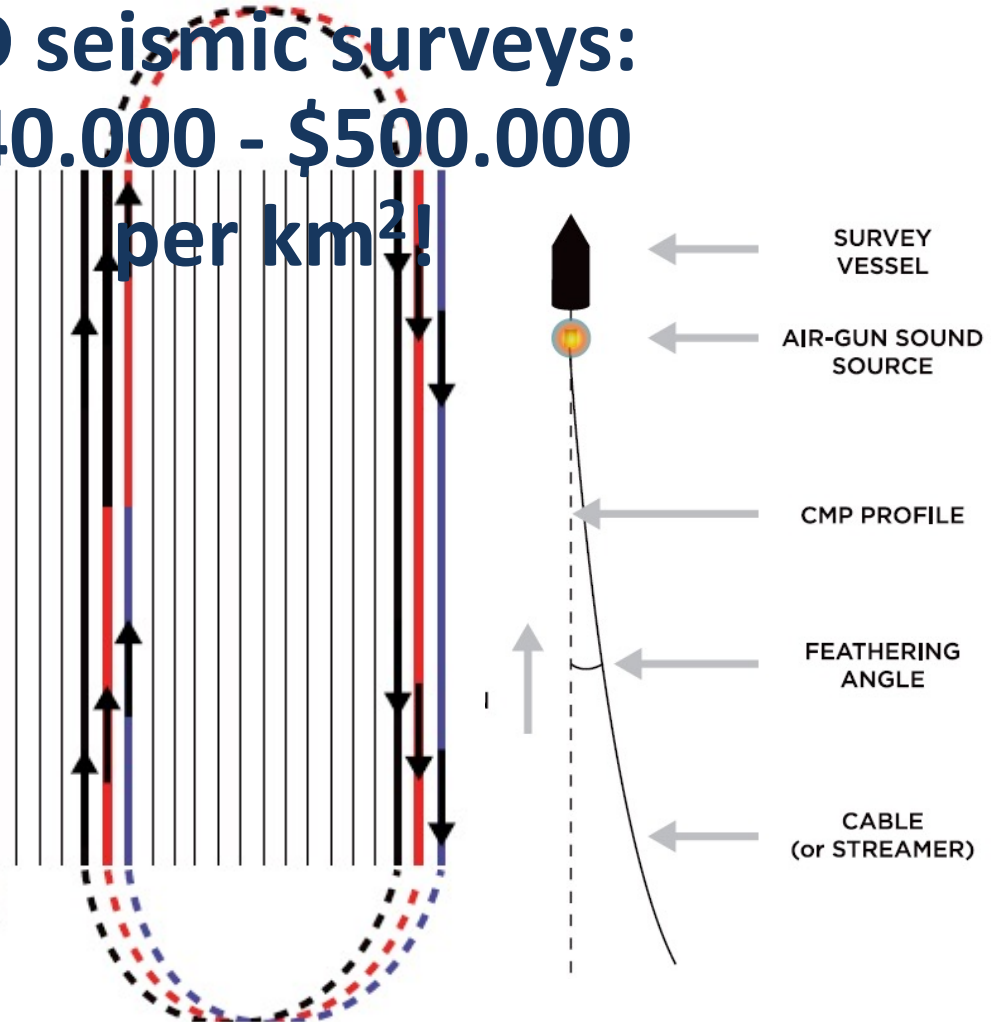 seismic surveys:
0.000 - $500.000
per km²!
SURVEY
VESSEL
AIR-GUN SOUND
SOURCE
CMP PROFILE
FEATHERING
ANGLE
CABLE
(or STREAMER)